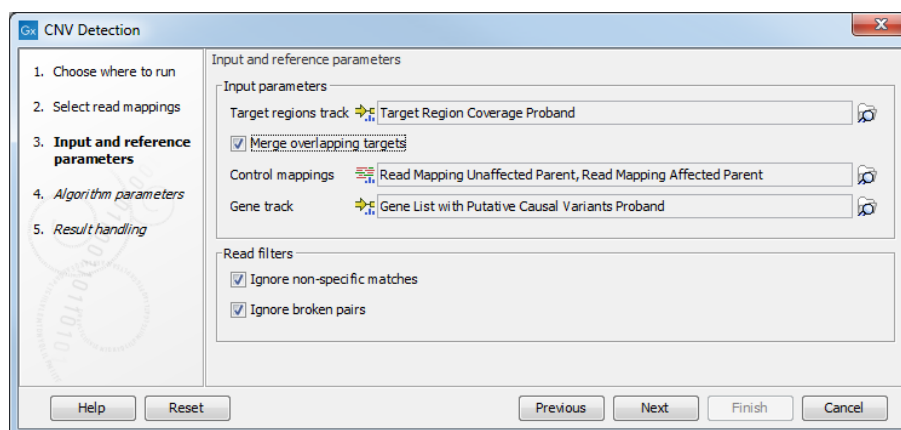 Gx CNV Detection
1. Choose where to run
2. Select read mappings
3. Input and reference
parameters
4. Algorithm parameters
5. Result handling
Input and reference parameters
Input parameters
Target regions track Target Region Coverage Proband
Merge overlapping targets
Control mappings Read Mapping Unaffected Parent, Read Mapping Affected Parent
Gene track Gene List with Putative Causal Variants Proband
Read filters
Ignore non-specific matches
Ignore broken pairs
Help Reset Previous Next Finish Cancel